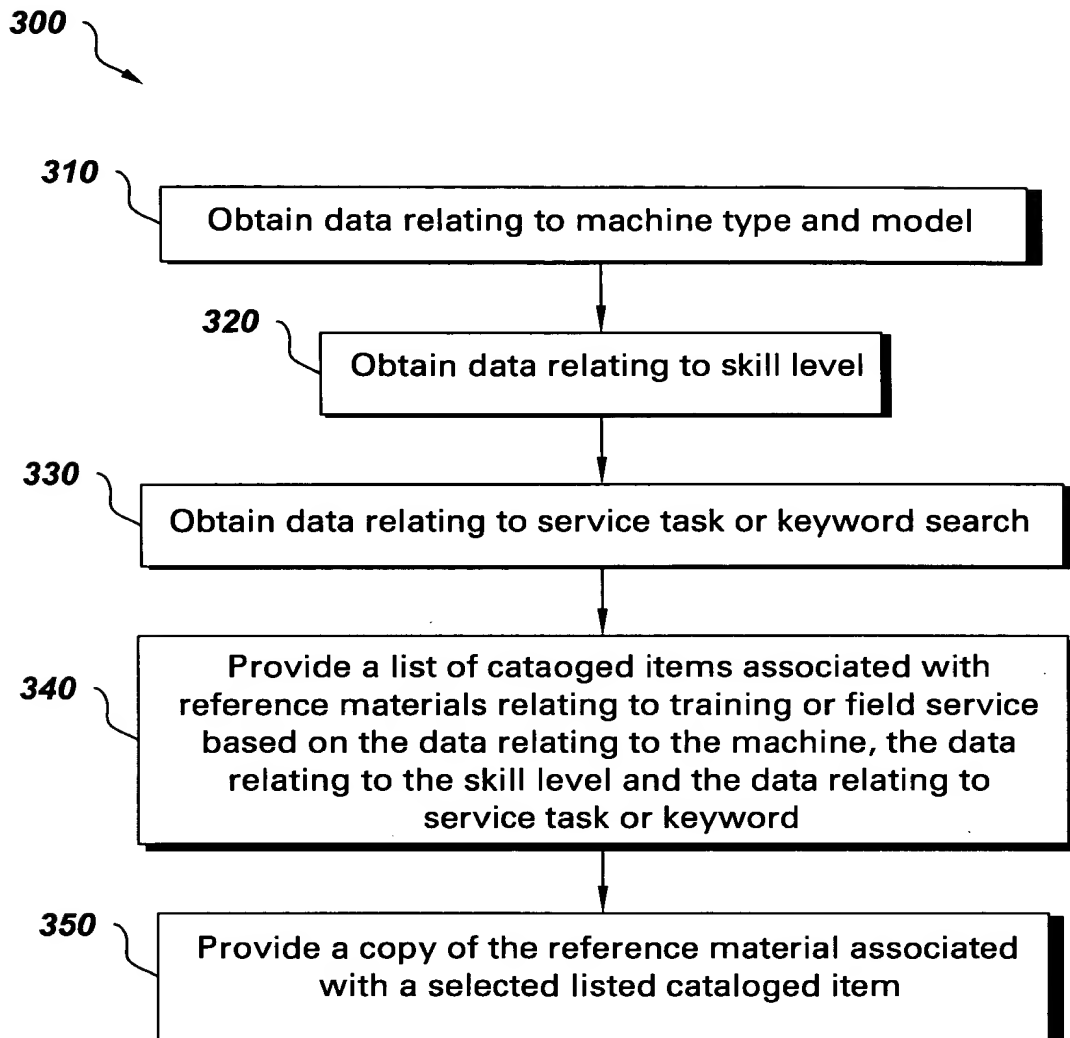 300
310
Obtain data relating to machine type and model
320
Obtain data relating to skill level
330
Obtain data relating to service task or keyword search
340
Provide a list of cataoged items associated with
reference materials relating to training or field service
based on the data relating to the machine, the data
relating to the skill level and the data relating to
service task or keyword
350
Provide a copy of the reference material associated
with a selected listed cataloged item